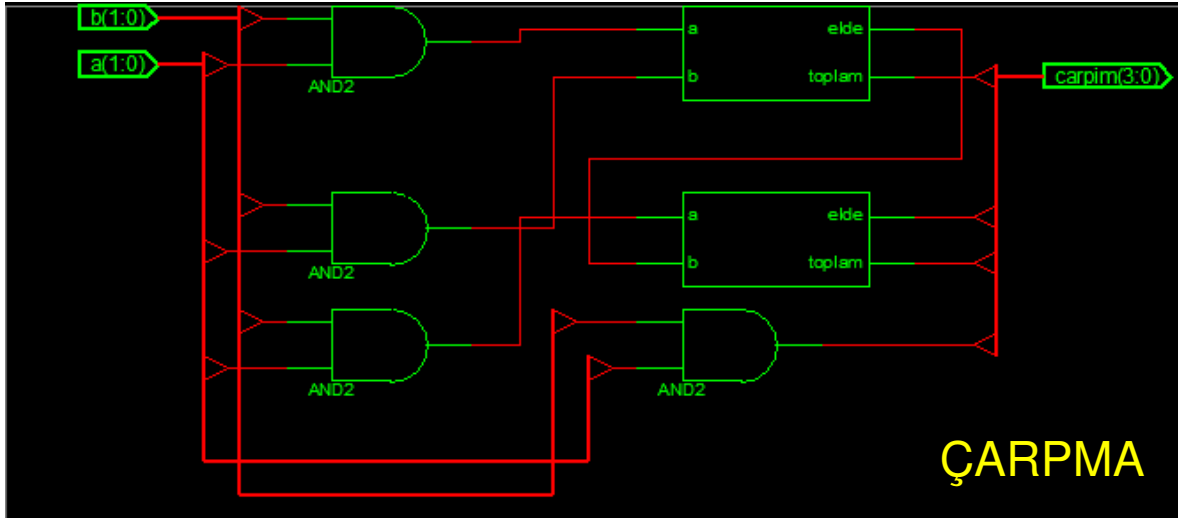 b(1:0)
a(1:0)
AND2
a
elde
b
toplam
carpim(3:0)
AND2
a
elde
b
toplam
AND2
AND2
ÇARPMA